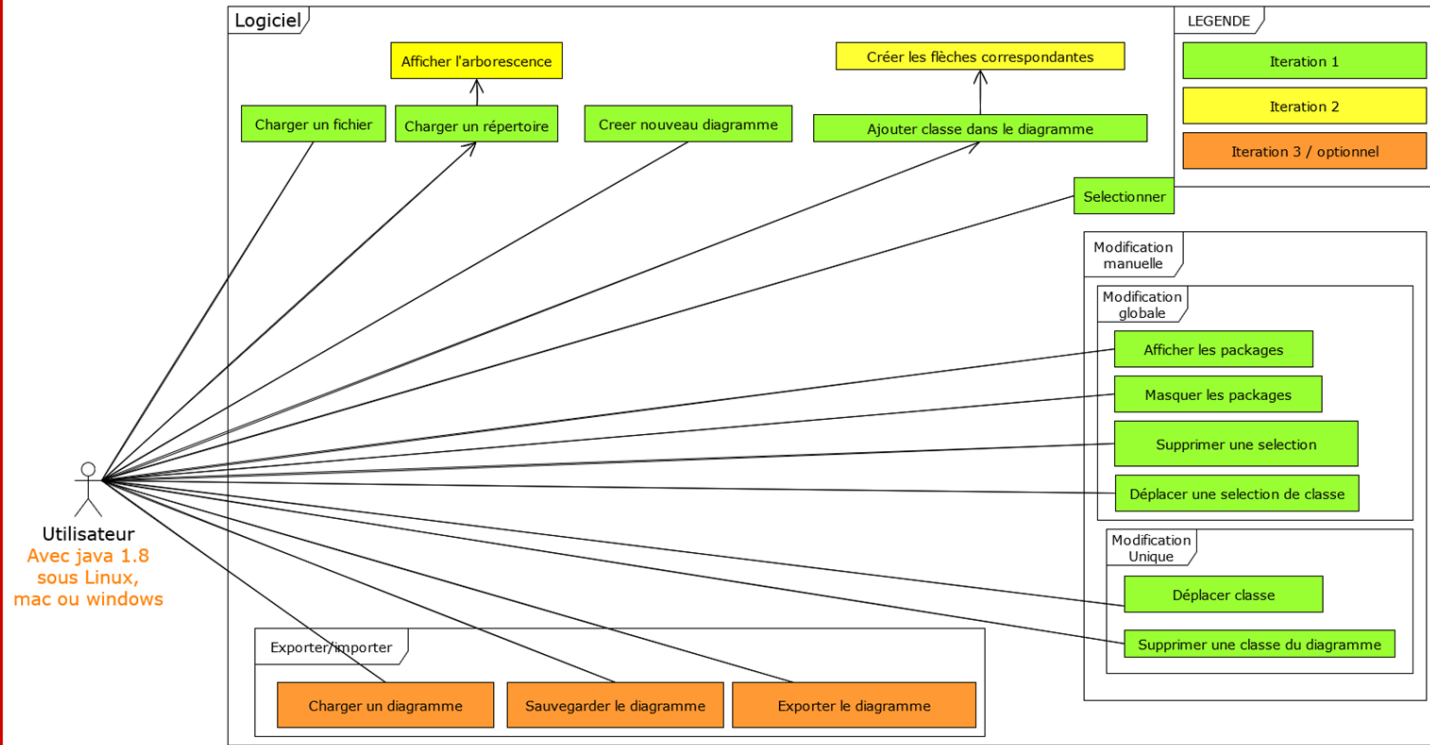 Logiciel
LEGENDE
Afficher l'arborescence
Créer les flèches correspondantes
Iteration 1
Iteration 2
Iteration 3 / optionnel
Charger un fichier
Charger un répertoire
Creer nouveau diagramme
Ajouter classe dans le diagramme
Selectionner
Modification
manuelle
Modification
globale
Afficher les packages
Masquer les packages
Supprimer une selection
Déplacer une selection de classe
Modification
Unique
Déplacer classe
Supprimer une classe du diagramme
Utilisateur
Avec java 1.8
sous Linux,
mac ou windows
Exporter/importer
Charger un diagramme
Sauvegarder le diagramme
Exporter le diagramme